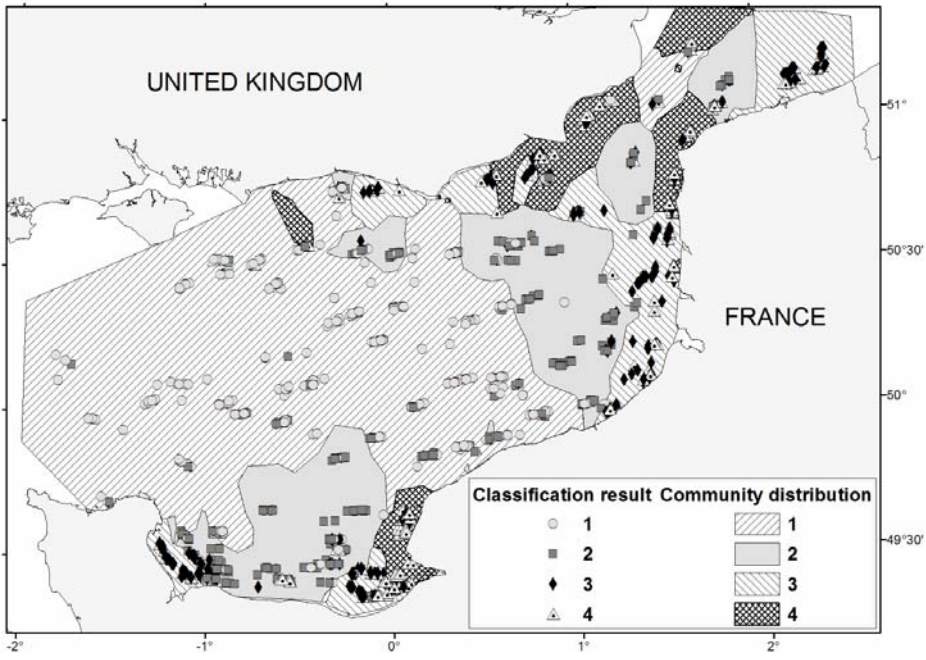 UNITED KINGDOM
51°
50°30'
FRANCE
50°
49°30'
Classification result Community distribution
1 1
2 2
3 3
4 4
-2° -1° 0° 1° 2°